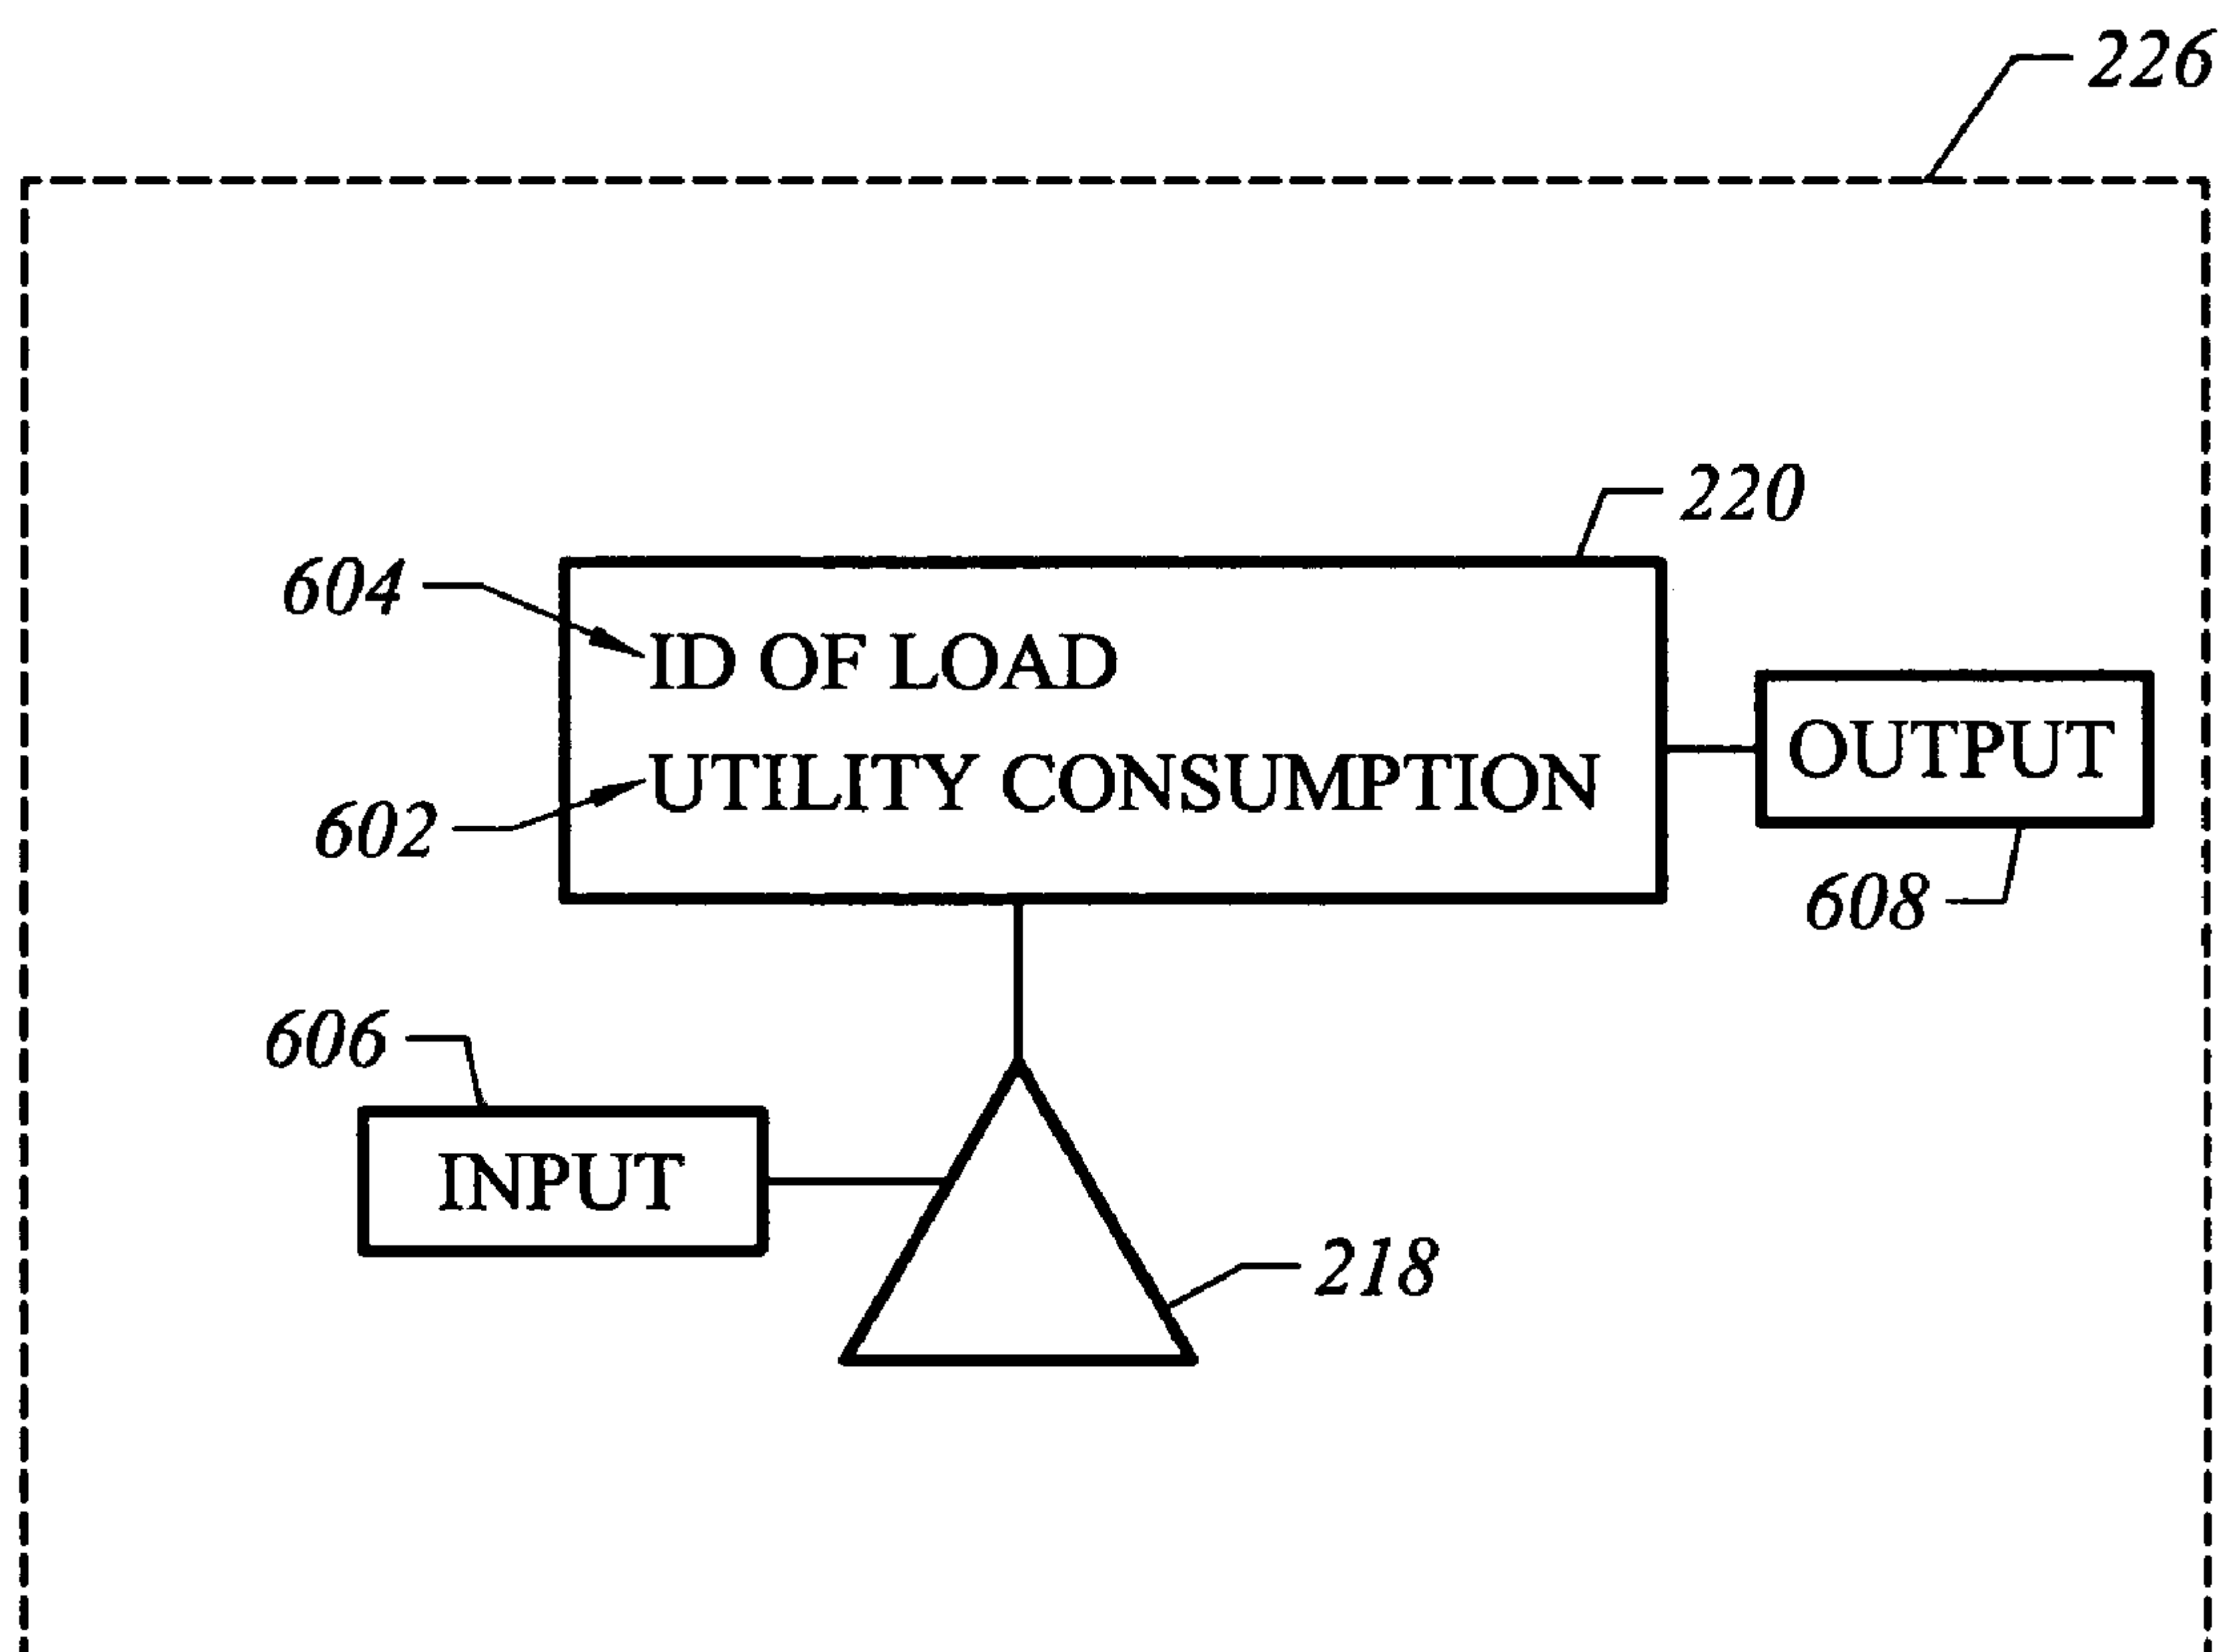 226
220
604
ID OF LOAD
OUTPUT
UTILITY CONSUMPTION
602
608
606
INPUT
218